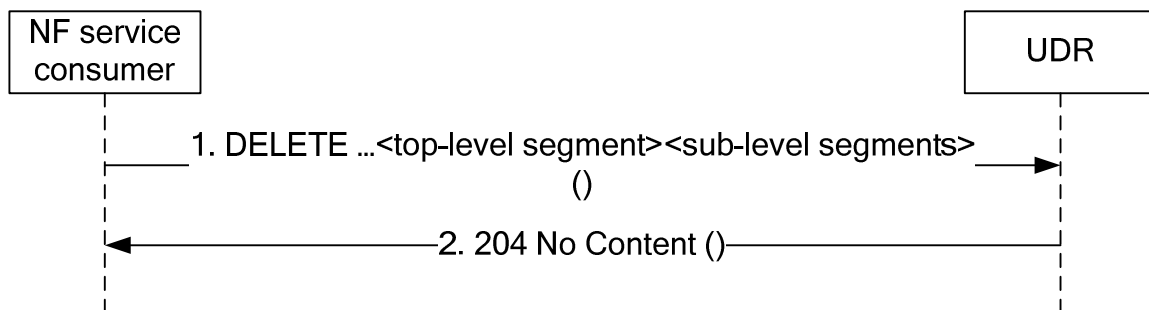 NF service
consumer
UDR
1. DELETE ...<top-level segment><sub-level segments>
()
2. 204 No Content ()